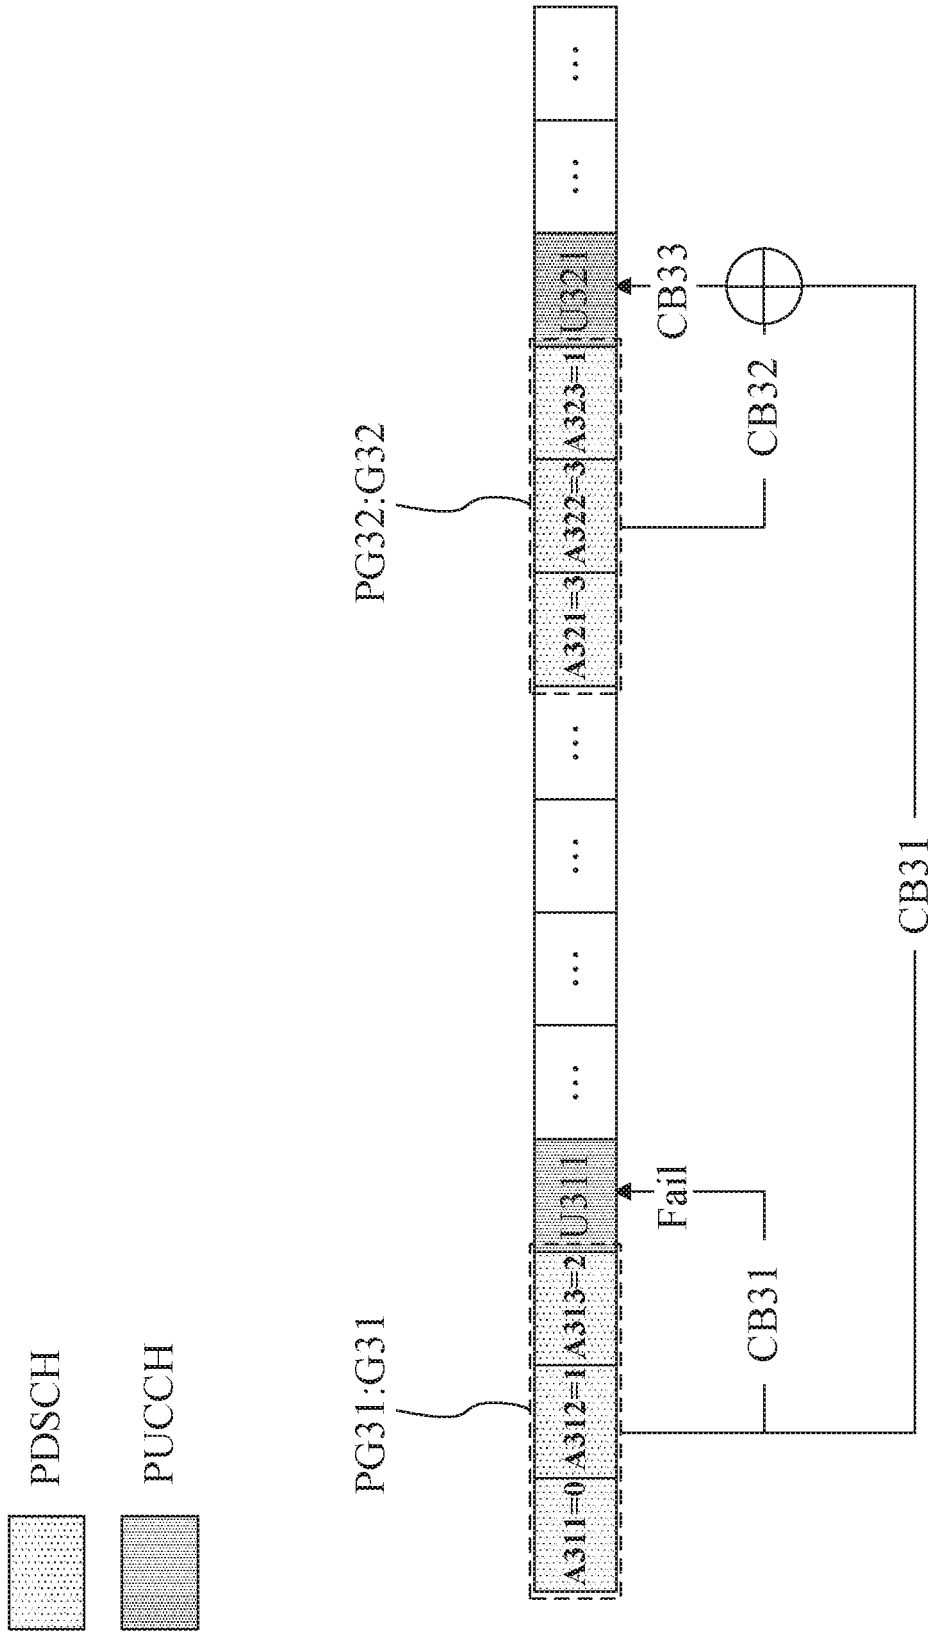 PDSCH
PUCCH
PG31:G31
PG32:G32
A311=0
A312=1
A313=2
U311
...
...
...
...
A321=3
A322=3
A323=1
U321
...
...
Fail
CB31
CB33
CB32
CB31